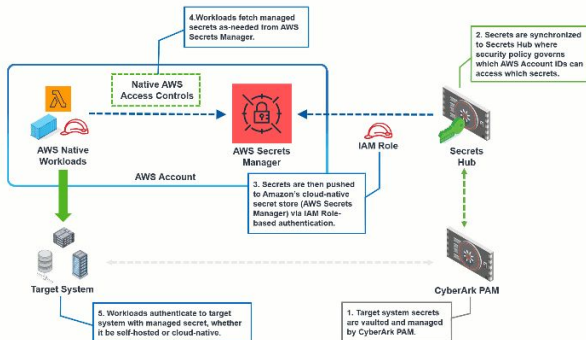 4.Workloads fetch managed
secrets as-needed from AWS
Secrets Manager.
2. Secrets are synchronized
to Secrets Hub where
security policy governs
which AWS Account IDs can
access which secrets.
Native AWS
Access Controls
AWS Native
Workloads
AWS Secrets
Manager
IAM Role
Secrets
Hub
AWS Account
3. Secrets are then pushed
to Amazon's cloud-native
secret store (AWS Secrets
Manager) via IAM Role-
based authentication.
Target System
CyberArk PAM
5. Workloads authenticate to target
system with managed secret, whether
it be self-hosted or cloud-native.
1. Target system secrets
are vaulted and managed
by CyberArk PAM.